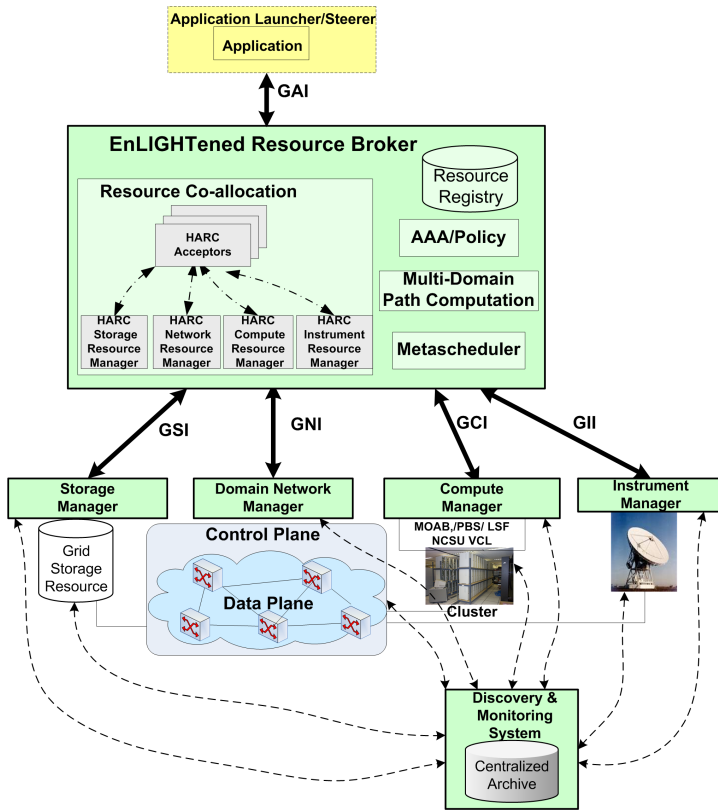 Application Launcher/Steerer
Application
GAI
EnLIGHTened Resource Broker
Resource Co-allocation
HARC
Acceptors
HARC
Storage
Resource
Manager
HARC
Network
Resource
Manager
HARC
Compute
Resource
Manager
HARC
Instrument
Resource
Manager
Resource
Registry
AAA/Policy
Multi-Domain
Path Computation
Metascheduler
GSI
GNI
GCI
GII
Storage
Manager
Domain Network
Manager
Compute
Manager
Instrument
Manager
MOAB,/PBS/ LSF
NCSU VCL
Grid
Storage
Resource
Control Plane
Data Plane
Cluster
Discovery &
Monitoring
System
Centralized
Archive